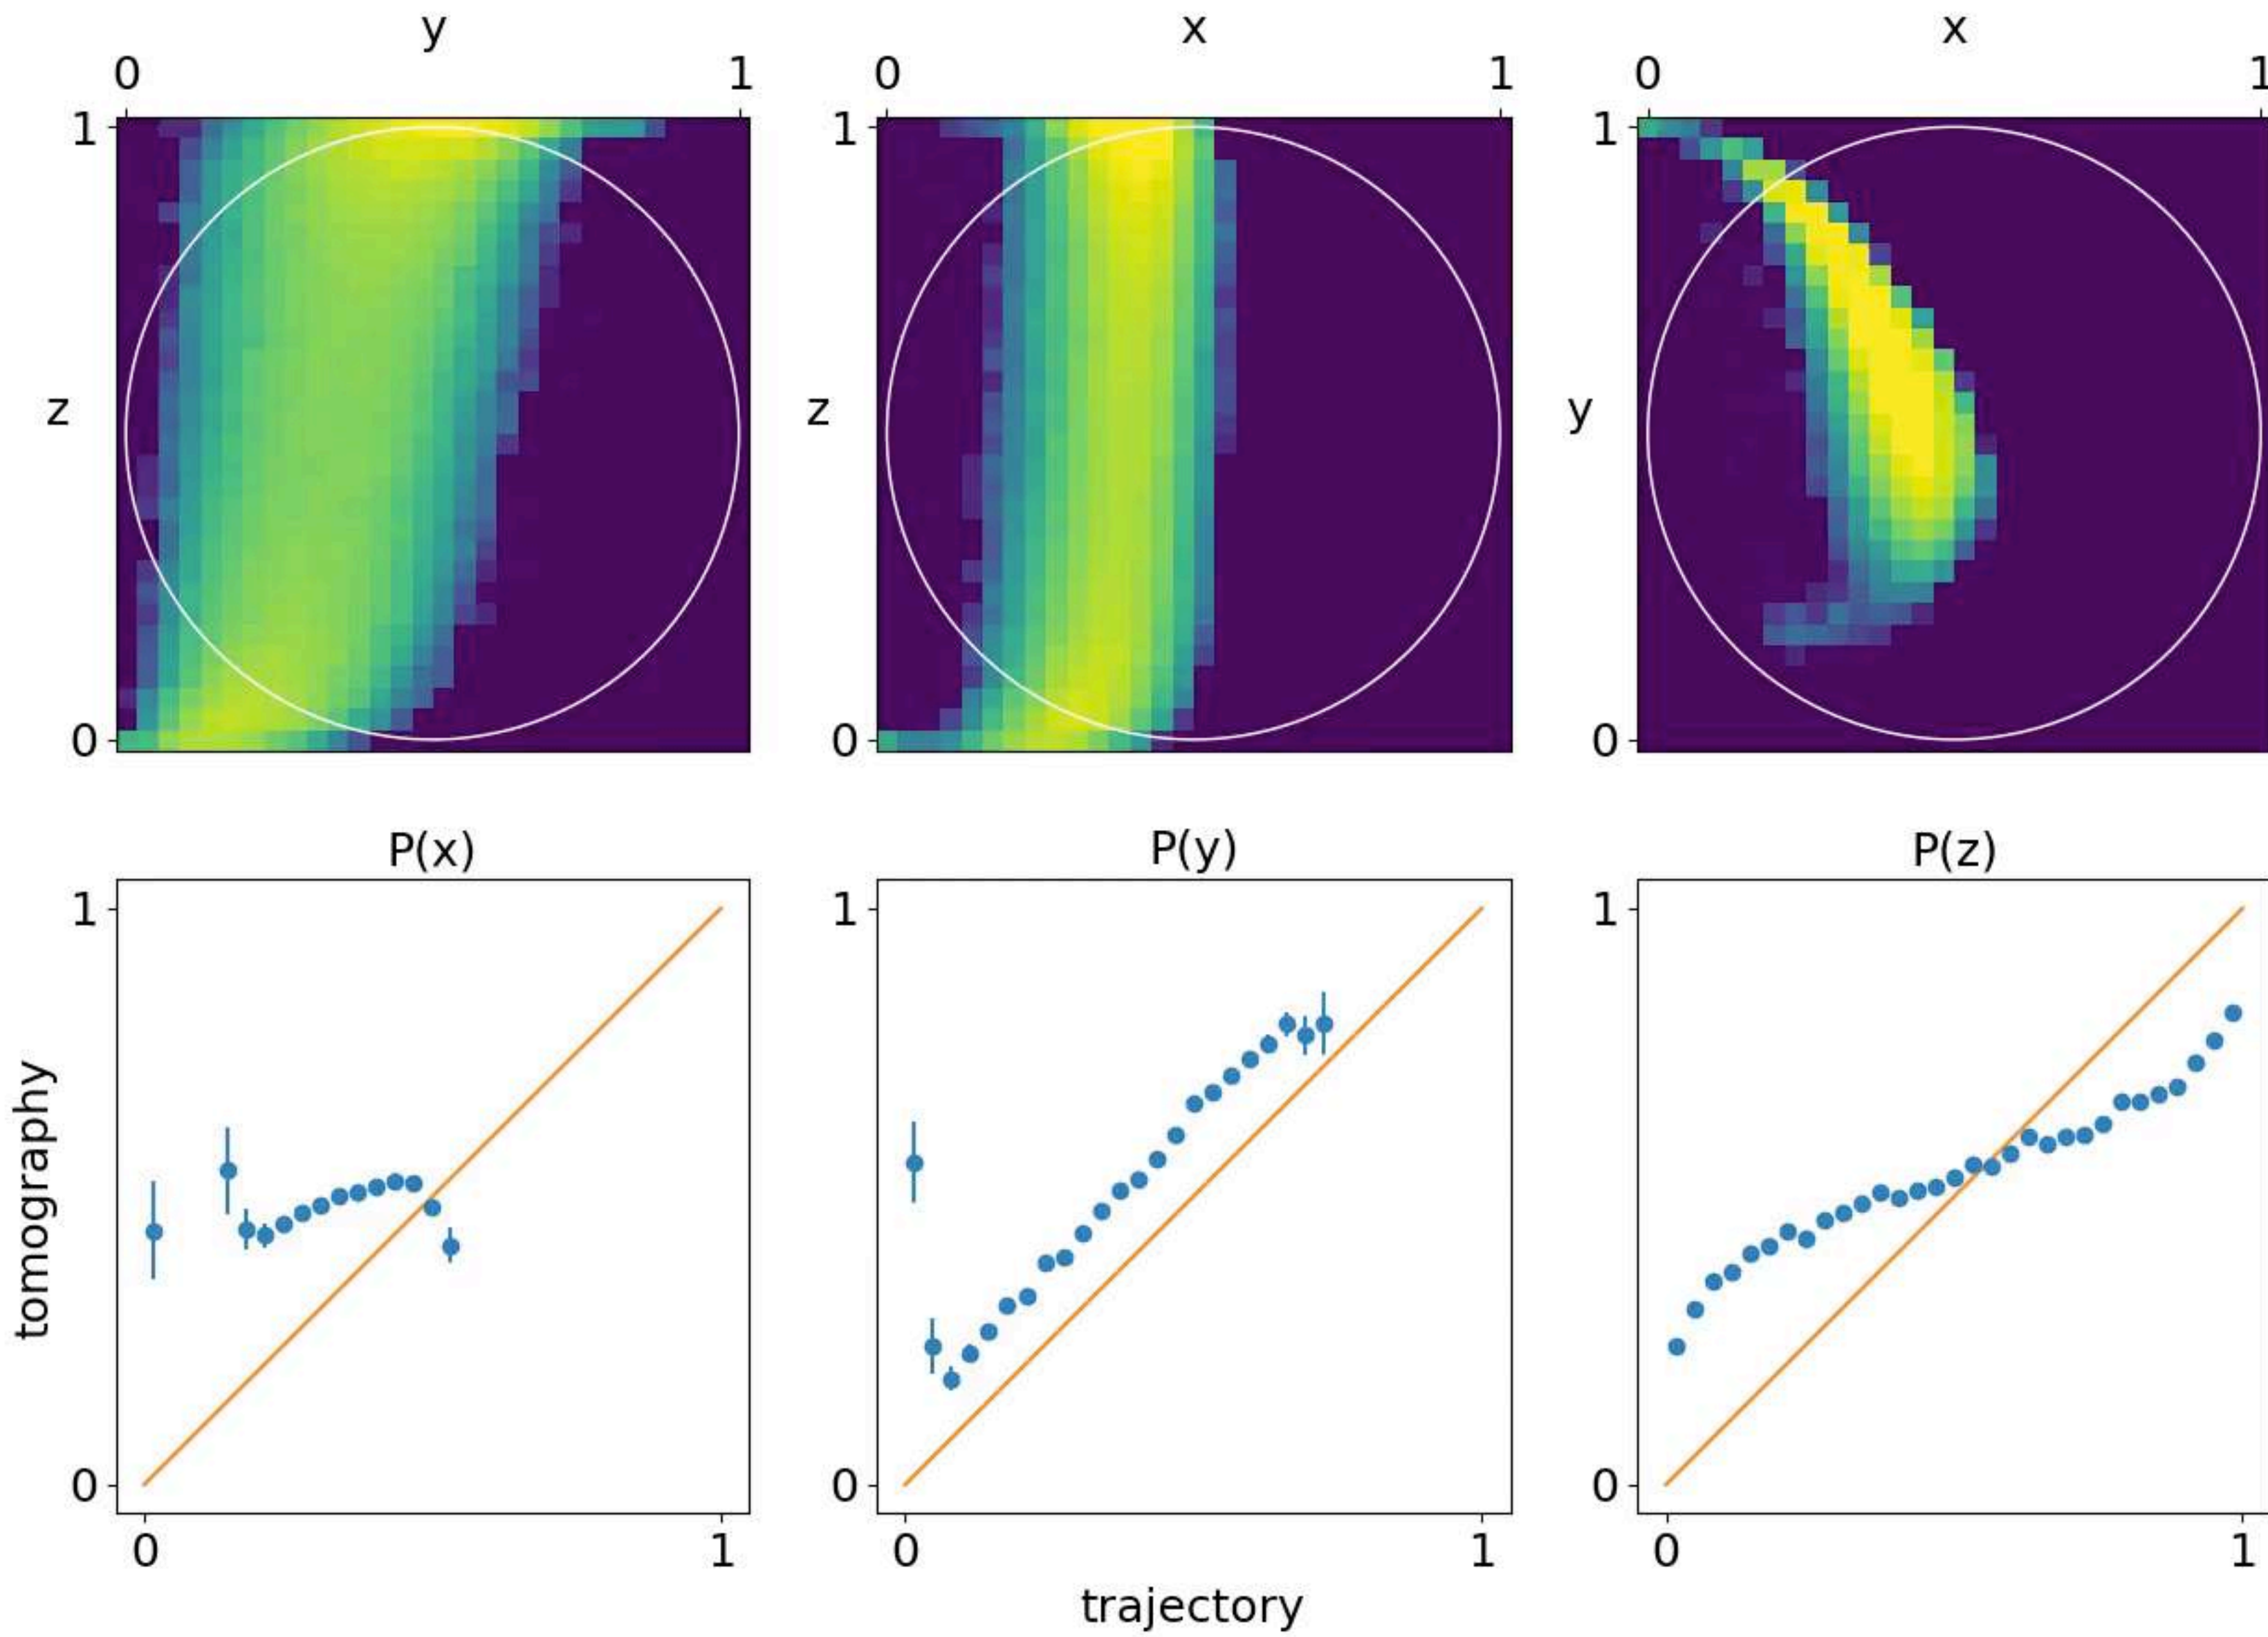 y x x
0 1 0 1 0 1
1 1 1
z z y
0 0 0
P(x) P(y) P(z)
1 1 1
tomography
0 0 0
0 1 0 1 0 1
trajectory